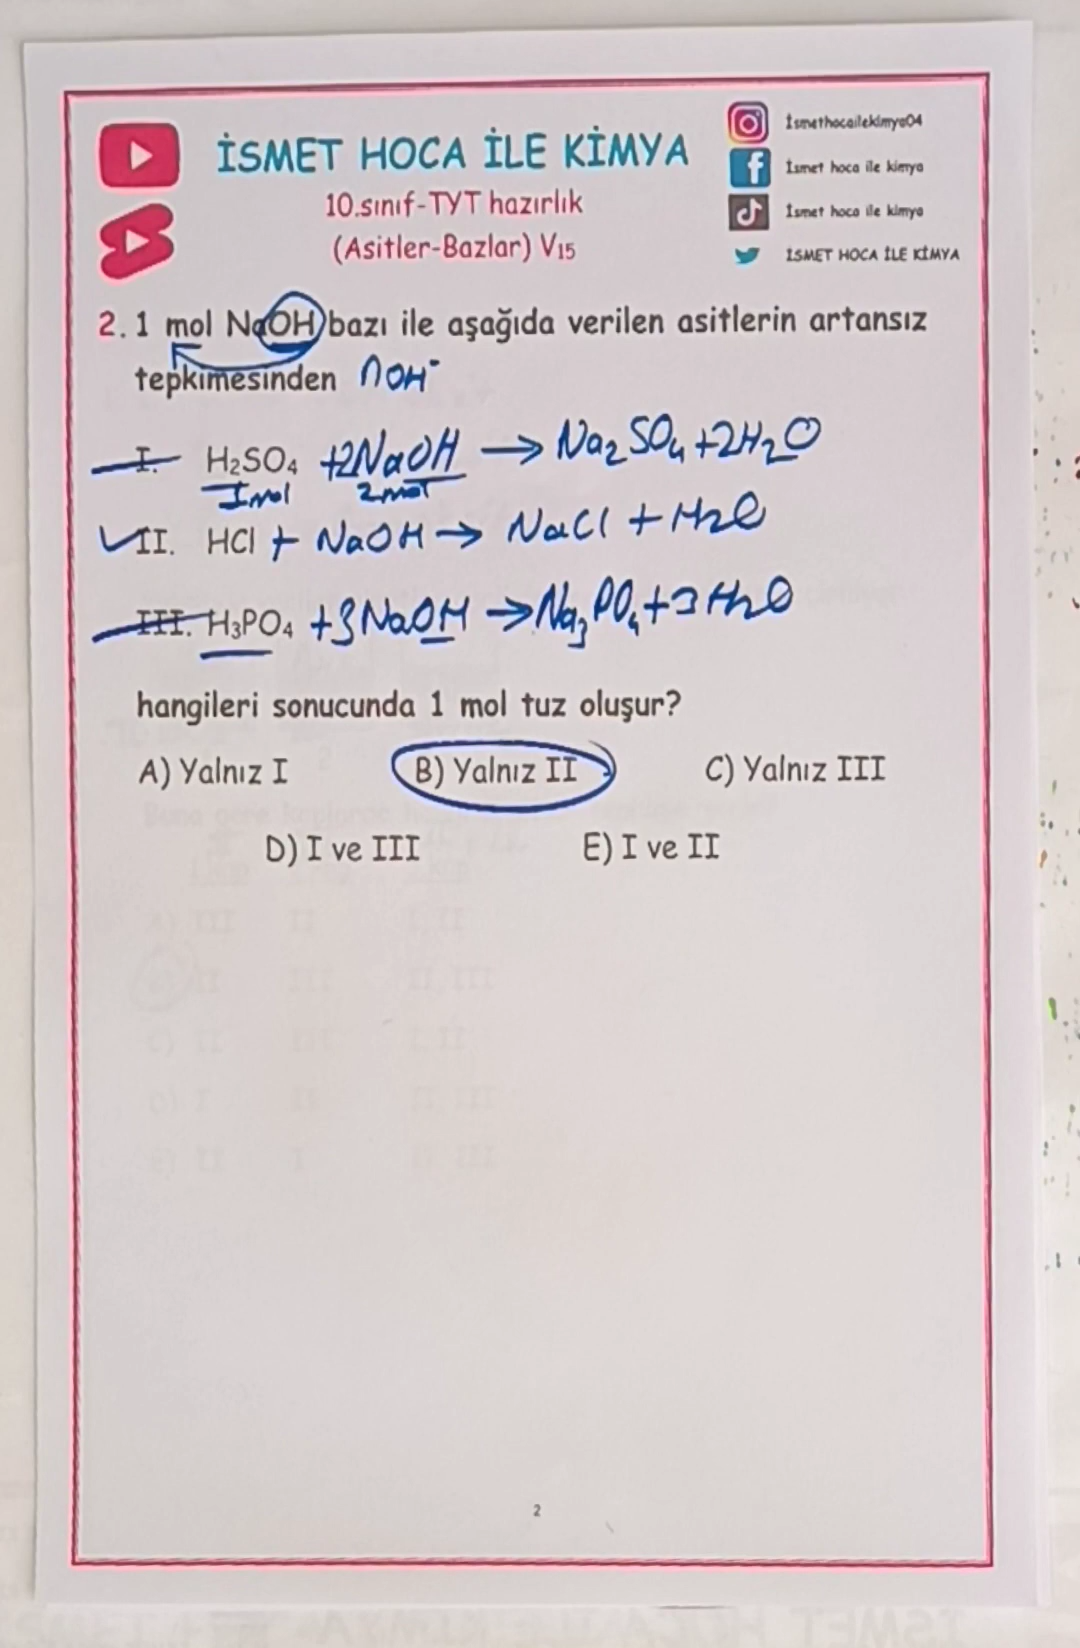 İSMET HOCA İLE KİMYA
10.sınıf-TYT hazırlık
(Asitler-Bazlar) V15
İsmethocailekimya04
İsmet hoca ile kimya
İsmet hoca ile kimya
İSMET HOCA İLE KİMYA
2. 1 mol NaOH bazı ile aşağıda verilen asitlerin artansız
tepkimesinden nOH⁻
I. H₂SO₄ +2NaOH → Na₂SO₄+2H₂O
1mol 2mol
II. HCl + NaOH → NaCl + H₂O
III. H₃PO₄ +3NaOH → Na₃PO₄+3H₂O
hangileri sonucunda 1 mol tuz oluşur?
A) Yalnız I B) Yalnız II C) Yalnız III
D) I ve III E) I ve II
2